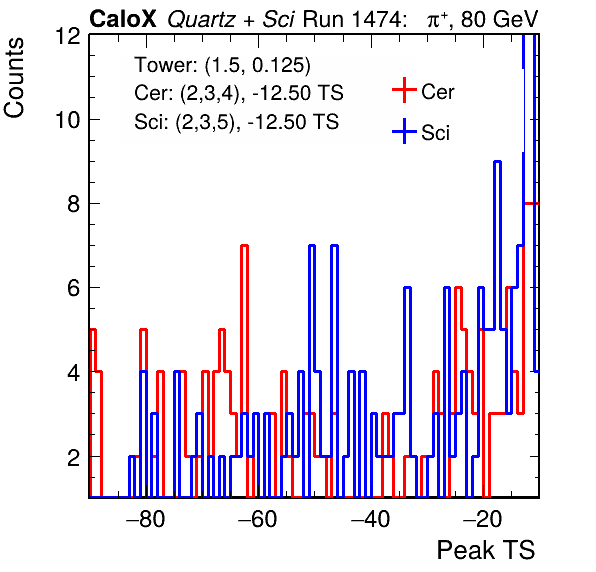 CaloX Quartz + Sci Run 1474: π⁺, 80 GeV
Counts
12
10
8
6
4
2
Tower: (1.5, 0.125)
Cer: (2,3,4), -12.50 TS
Sci: (2,3,5), -12.50 TS
Cer
Sci
−80 −60 −40 −20
Peak TS